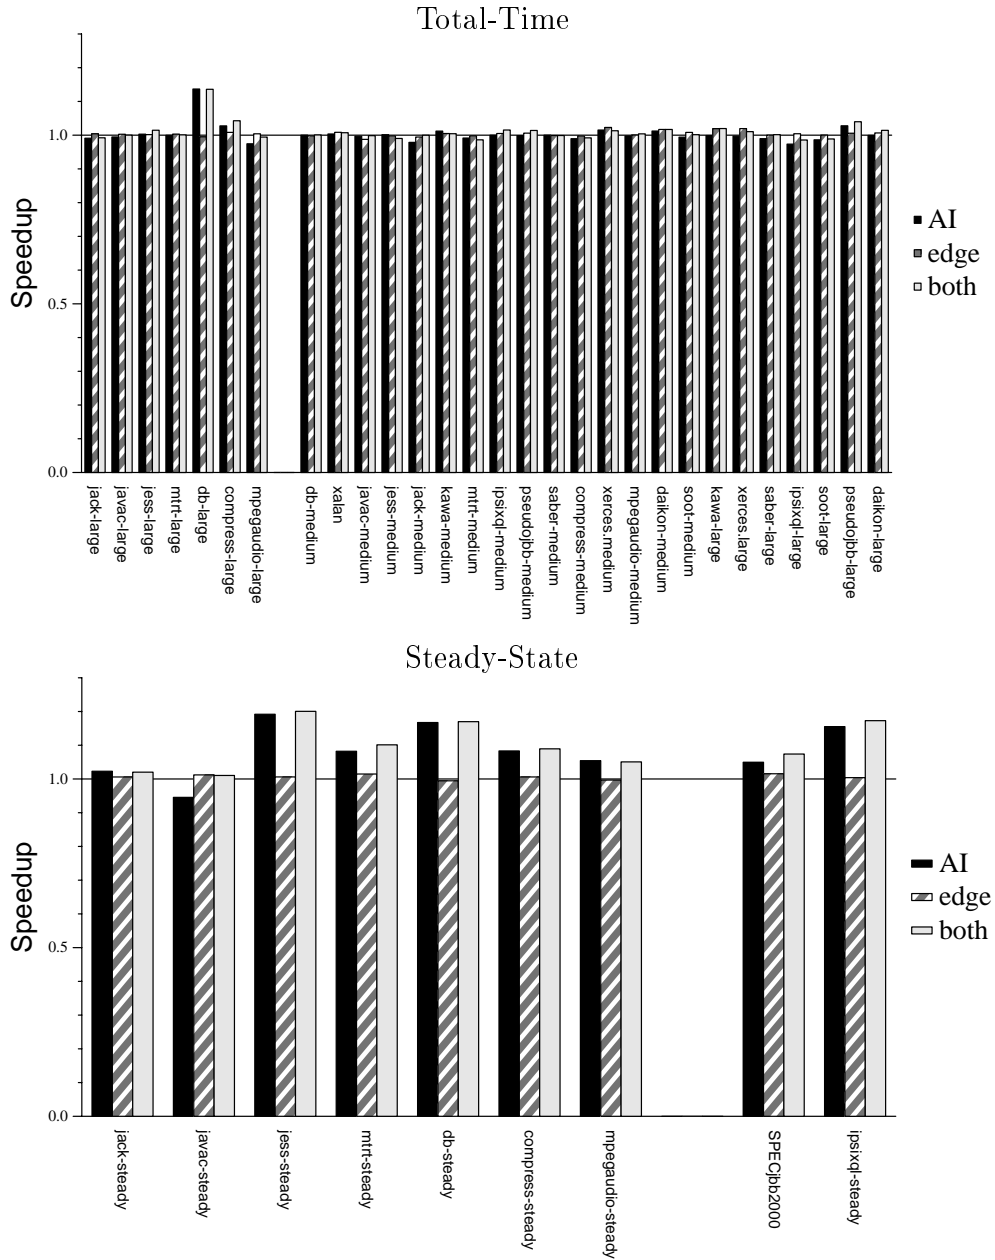 Total-Time
Speedup
1.0
0.5
0.0
AI
edge
both
jack-large
javac-large
jess-large
mtrt-large
db-large
compress-large
mpegaudio-large
db-medium
xalan
javac-medium
jess-medium
jack-medium
kawa-medium
mtrt-medium
ipsixql-medium
pseudojbb-medium
saber-medium
compress-medium
xerces.medium
mpegaudio-medium
daikon-medium
soot-medium
kawa-large
xerces.large
saber-large
ipsixql-large
soot-large
pseudojbb-large
daikon-large
Steady-State
Speedup
1.0
0.5
0.0
AI
edge
both
jack-steady
javac-steady
jess-steady
mtrt-steady
db-steady
compress-steady
mpegaudio-steady
SPECjbb2000
ipsixql-steady